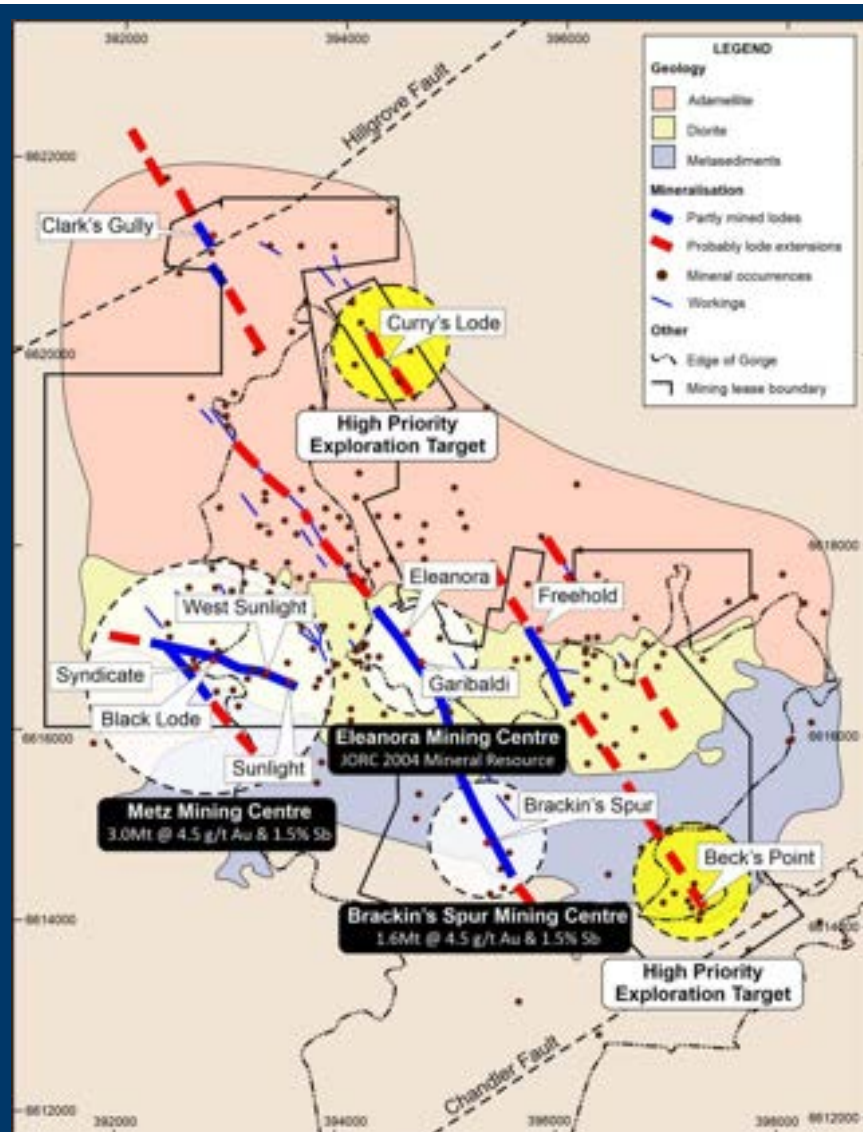 392000
394000
396000
LEGEND
Geology
Adamellite
Diorite
Metasediments
Mineralisation
Partly mined lodes
Probably lode extensions
Mineral occurrences
Workings
Other
Edge of Gorge
Mining lease boundary
Hillgrove Fault
6622000
Clark's Gully
Curry's Lode
6620000
High Priority
Exploration Target
6618000
Eleanora
West Sunlight
Freehold
Syndicate
Garibaldi
Black Lode
6616000
6616000
Eleanora Mining Centre
JORC 2004 Mineral Resource
Sunlight
Metz Mining Centre
3.0Mt @ 4.5 g/t Au & 1.5% Sb
Brackin's Spur
Beck's Point
Brackin's Spur Mining Centre
1.6Mt @ 4.5 g/t Au & 1.5% Sb
6614000
6614000
High Priority
Exploration Target
Chandler Fault
6612000
6612000
392000
394000
396000